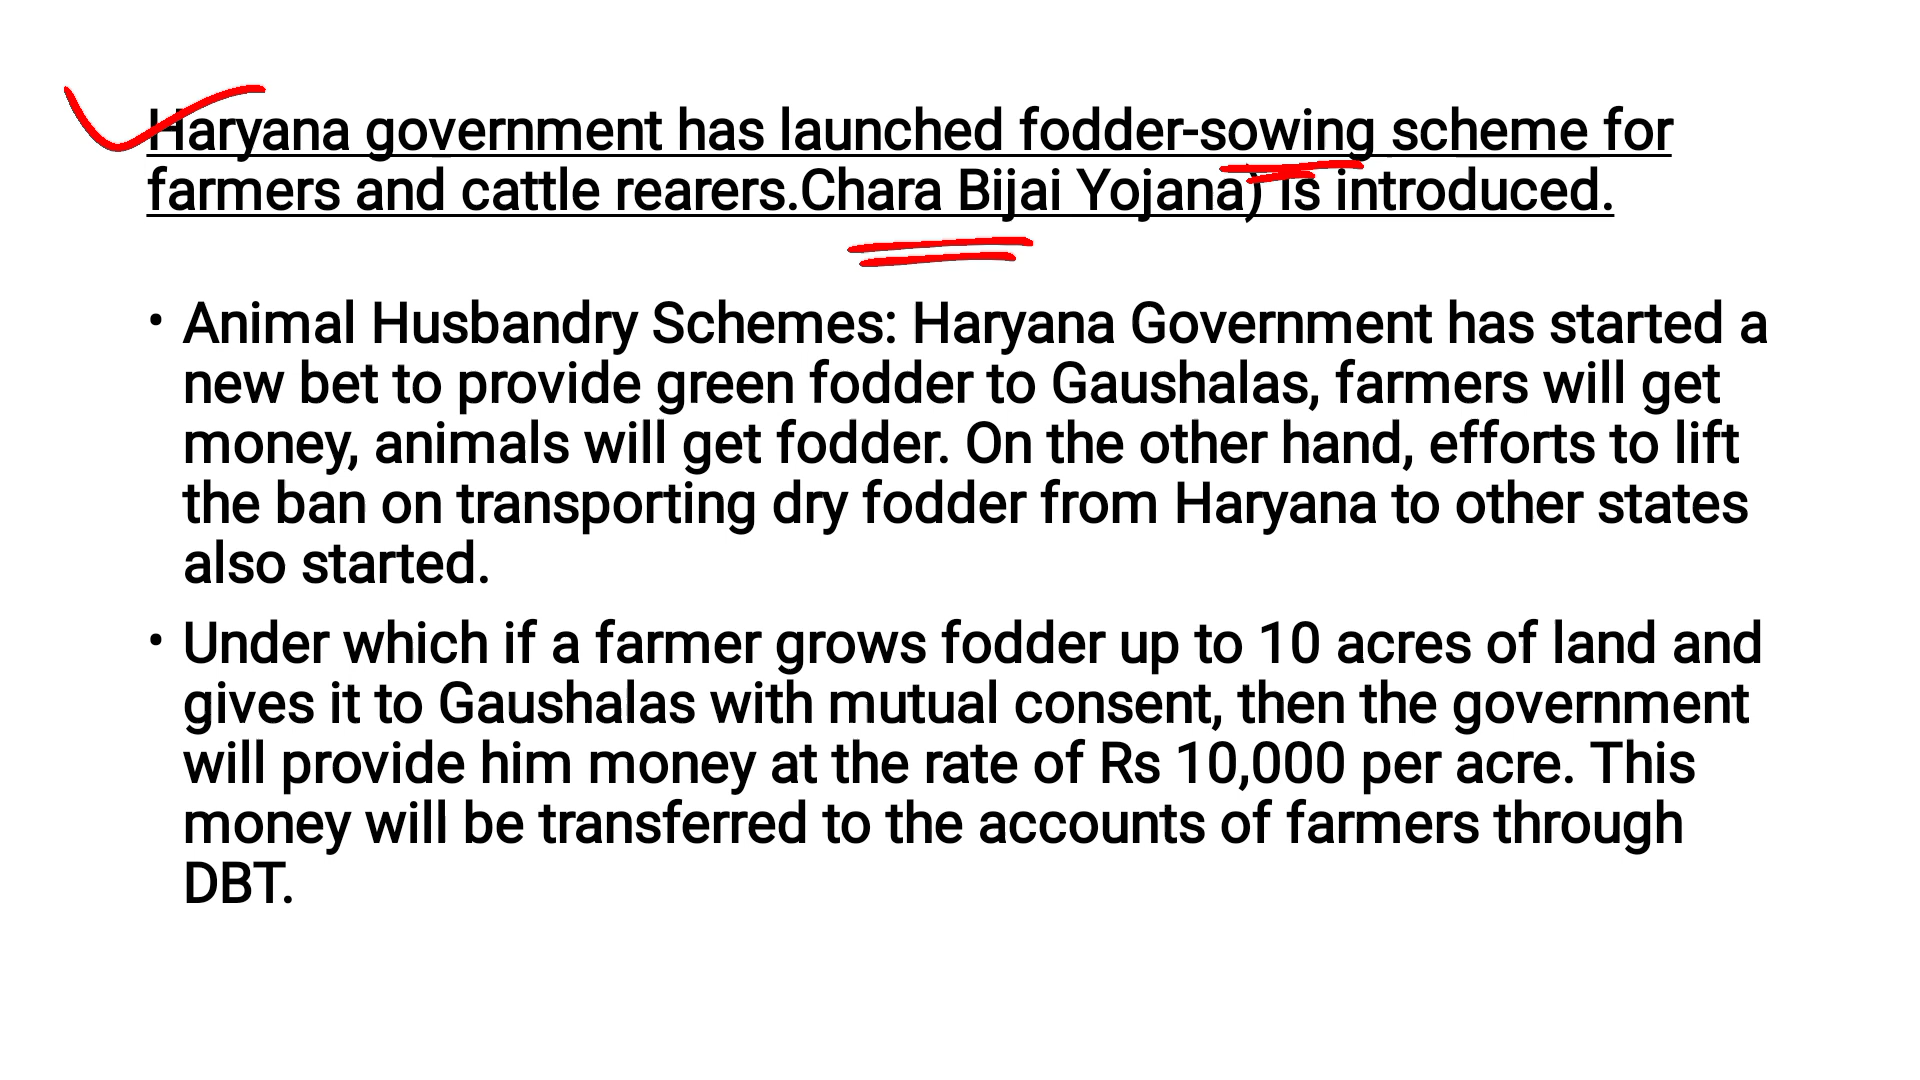 Haryana government has launched fodder-sowing scheme for
farmers and cattle rearers.Chara Bijai Yojana) is introduced.
• Animal Husbandry Schemes: Haryana Government has started a
new bet to provide green fodder to Gaushalas, farmers will get
money, animals will get fodder. On the other hand, efforts to lift
the ban on transporting dry fodder from Haryana to other states
also started.
• Under which if a farmer grows fodder up to 10 acres of land and
gives it to Gaushalas with mutual consent, then the government
will provide him money at the rate of Rs 10,000 per acre. This
money will be transferred to the accounts of farmers through
DBT.